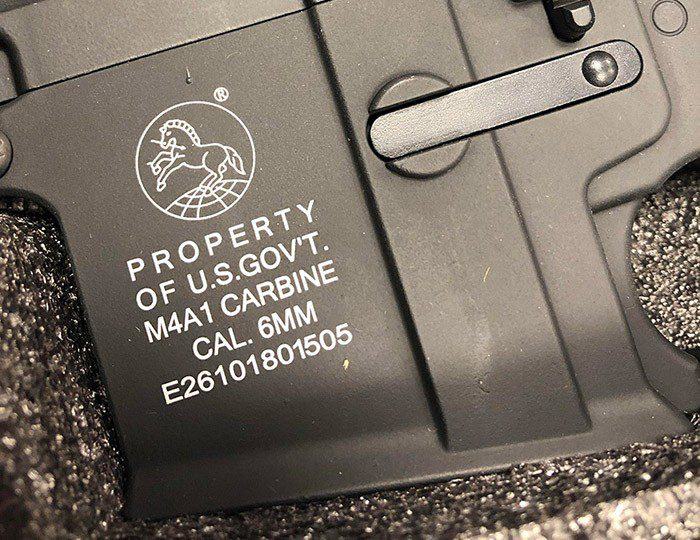 ®
PROPERTY
OF U.S.GOV'T.
M4A1 CARBINE
CAL. 6MM
E26101801505